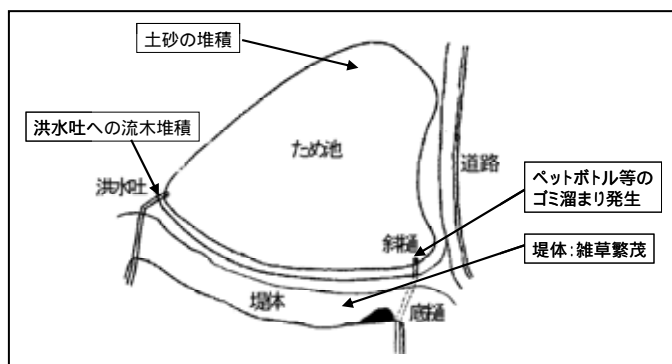 土砂の堆積
洪水吐への流木堆積
ため池
道路
洪水吐
ペットボトル等の
ゴミ溜まり発生
斜樋
堤体：雑草繁茂
堤体
底樋